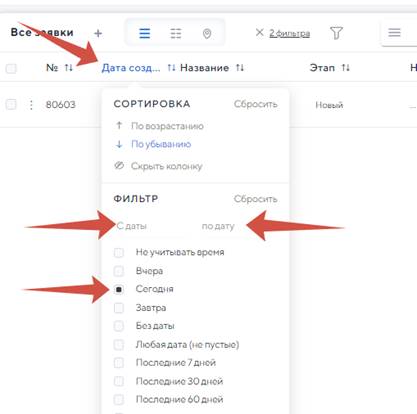 Все заявки + 2 фильтра
№ Дата созд... Название Этап Н
80603 Новый ...
СОРТИРОВКА Сбросить
По возрастанию
По убыванию
Скрыть колонку
ФИЛЬТР Сбросить
С даты по дату
Не учитывать время
Вчера
Сегодня
Завтра
Без даты
Любая дата (не пустые)
Последние 7 дней
Последние 30 дней
Последние 60 дней